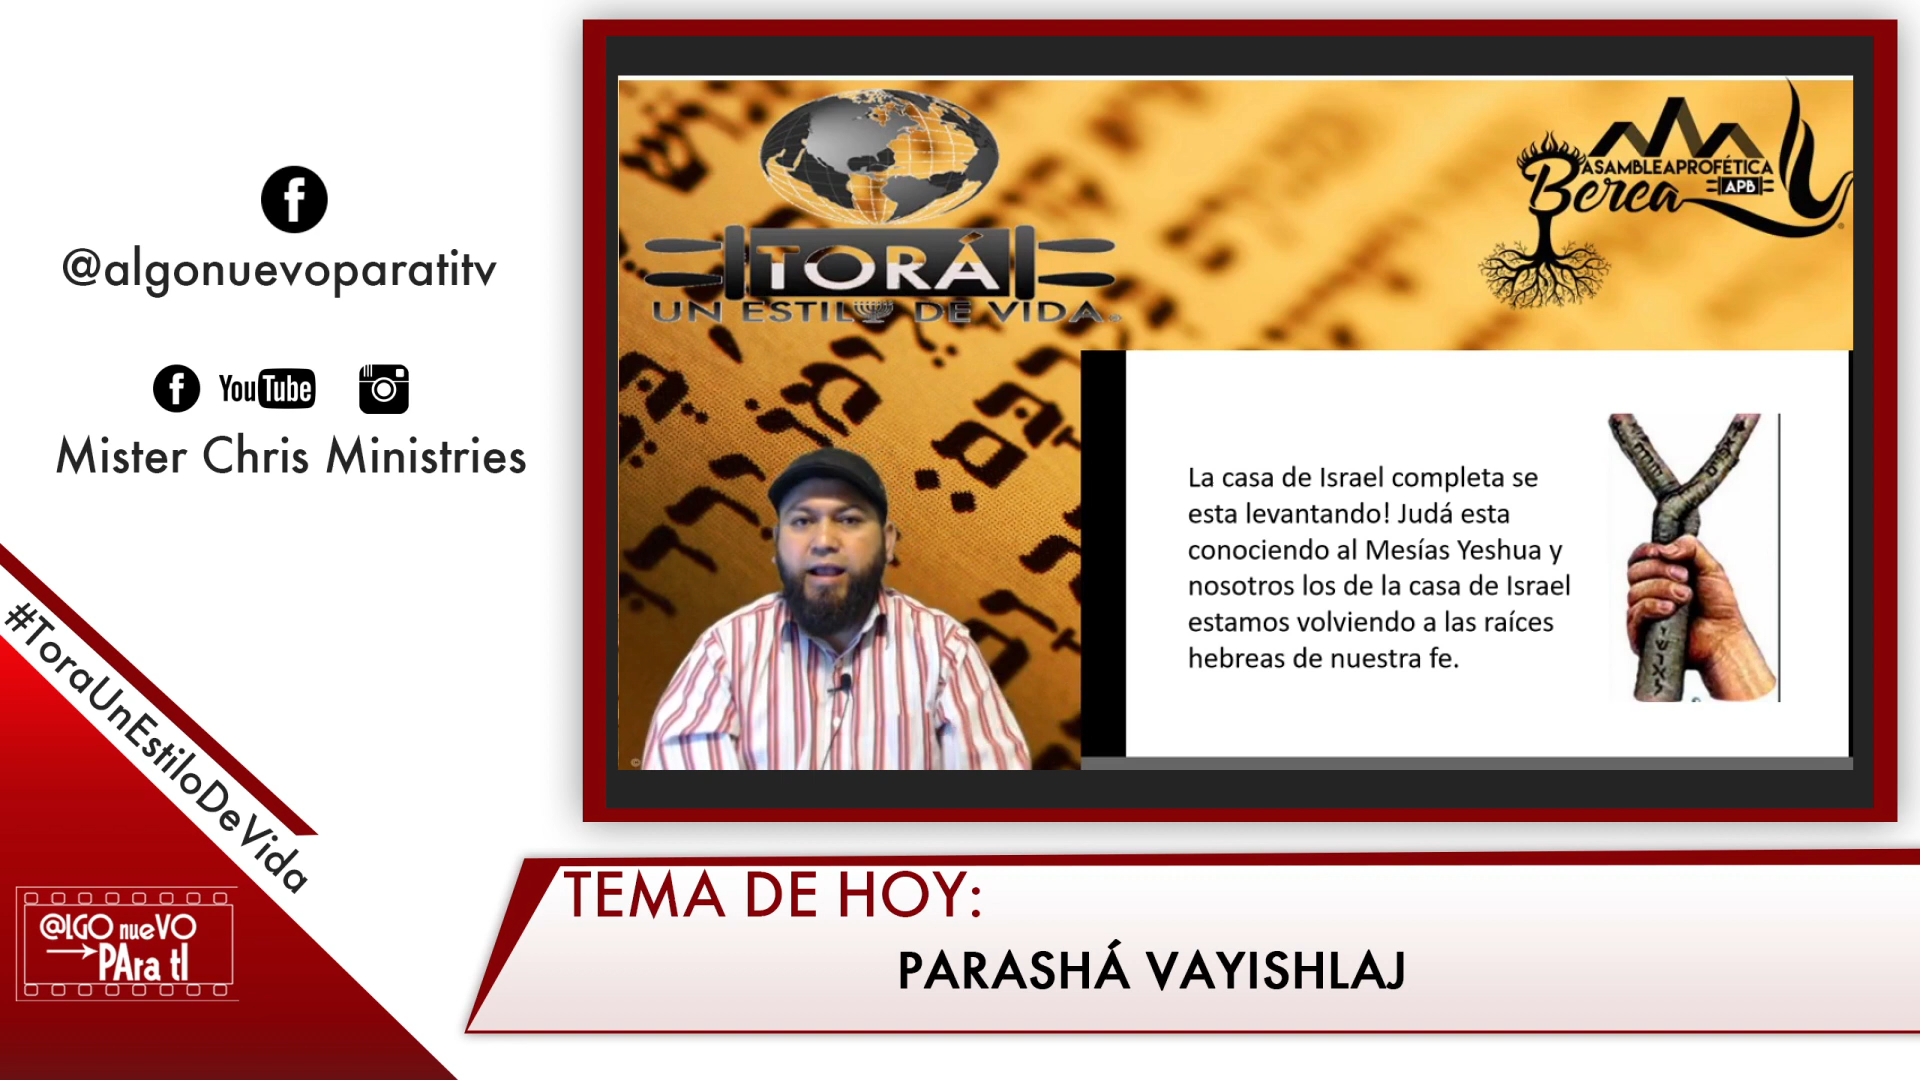 @algonuevoparatitv
YouTube
Mister Chris Ministries
#ToraUnEstiloDeVida
@LGO nueVO
PAra tI
TORÁ
UN ESTILO DE VIDA
ASAMBLEAPROFÉTICA
Berea
APB
La casa de Israel completa se
esta levantando! Judá esta
conociendo al Mesías Yeshua y
nosotros los de la casa de Israel
estamos volviendo a las raíces
hebreas de nuestra fe.
TEMA DE HOY:
PARASHÁ VAYISHLAJ